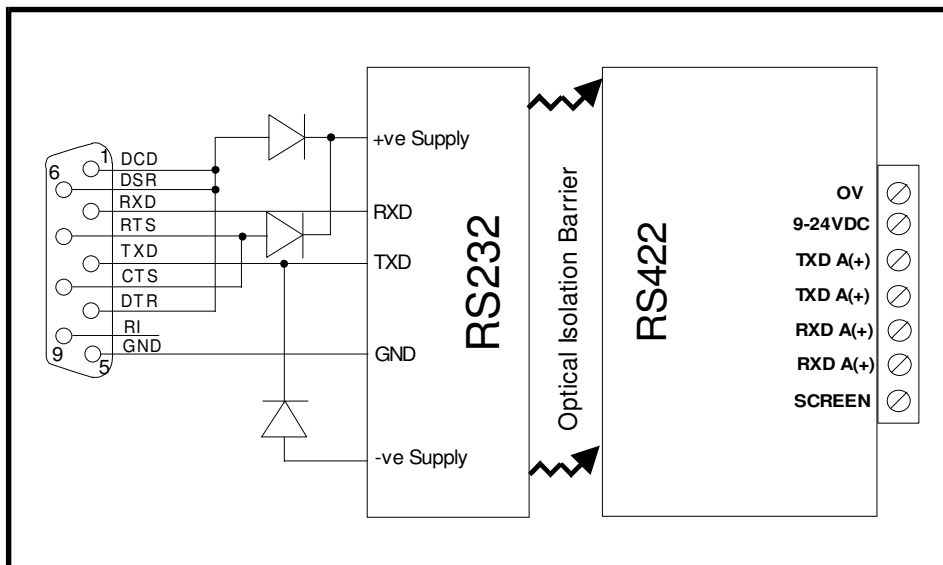 1
6
DCD
DSR
RXD
RTS
TXD
CTS
DTR
RI
GND
9
5
+ve Supply
RXD
TXD
GND
-ve Supply
RS232
Optical Isolation Barrier
RS422
OV
9-24VDC
TXD A(+)
TXD A(+)
RXD A(+)
RXD A(+)
SCREEN